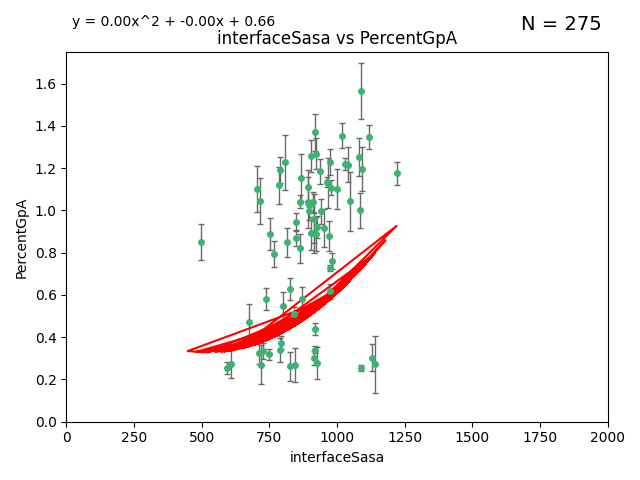 y = 0.00x^2 + -0.00x + 0.66
N = 275
interfaceSasa vs PercentGpA
PercentGpA
1.6
1.4
1.2
1.0
0.8
0.6
0.4
0.2
0.0
0 250 500 750 1000 1250 1500 1750 2000
interfaceSasa